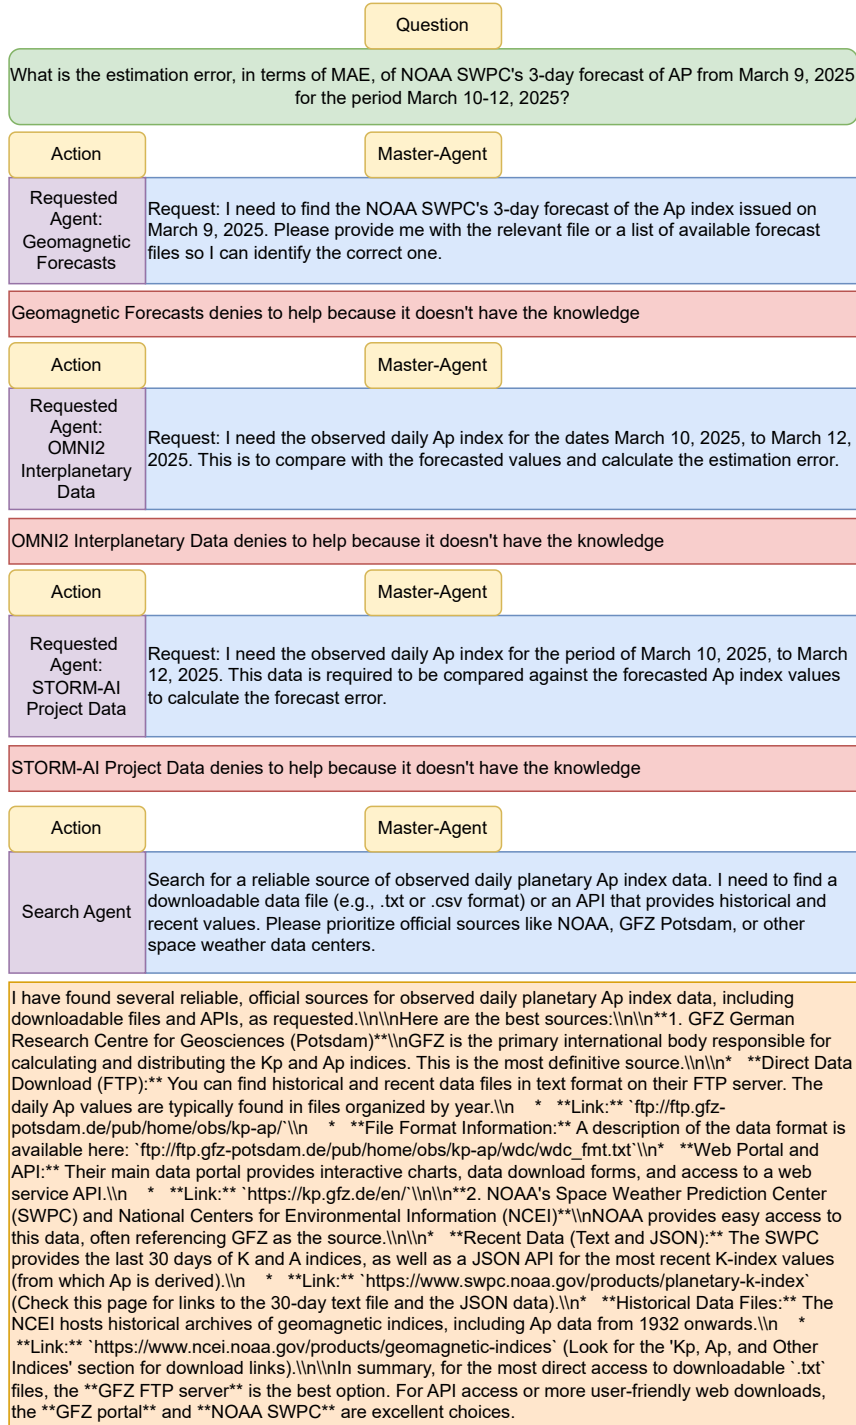 Question
What is the estimation error, in terms of MAE, of NOAA SWPC's 3-day forecast of AP from March 9, 2025
for the period March 10-12, 2025?
Action
Master-Agent
Requested
Agent:
Geomagnetic
Forecasts
Request: I need to find the NOAA SWPC's 3-day forecast of the Ap index issued on
March 9, 2025. Please provide me with the relevant file or a list of available forecast
files so I can identify the correct one.
Geomagnetic Forecasts denies to help because it doesn't have the knowledge
Action
Master-Agent
Requested
Agent:
OMNI2
Interplanetary
Data
Request: I need the observed daily Ap index for the dates March 10, 2025, to March 12,
2025. This is to compare with the forecasted values and calculate the estimation error.
OMNI2 Interplanetary Data denies to help because it doesn't have the knowledge
Action
Master-Agent
Requested
Agent:
STORM-AI
Project Data
Request: I need the observed daily Ap index for the period of March 10, 2025, to March
12, 2025. This data is required to be compared against the forecasted Ap index values
to calculate the forecast error.
STORM-AI Project Data denies to help because it doesn't have the knowledge
Action
Master-Agent
Search Agent
Search for a reliable source of observed daily planetary Ap index data. I need to find a
downloadable data file (e.g., .txt or .csv format) or an API that provides historical and
recent values. Please prioritize official sources like NOAA, GFZ Potsdam, or other
space weather data centers.
I have found several reliable, official sources for observed daily planetary Ap index data, including
downloadable files and APIs, as requested.\\n\\nHere are the best sources:\\n\\n**1. GFZ German
Research Centre for Geosciences (Potsdam)**\\nGFZ is the primary international body responsible for
calculating and distributing the Kp and Ap indices. This is the most definitive source.\\n\\n*   **Direct Data
Download (FTP):** You can find historical and recent data files in text format on their FTP server. The
daily Ap values are typically found in files organized by year.\\n    *   **Link:** `ftp://ftp.gfz-
potsdam.de/pub/home/obs/kp-ap/`\\n    *   **File Format Information:** A description of the data format is
available here: `ftp://ftp.gfz-potsdam.de/pub/home/obs/kp-ap/wdc/wdc_fmt.txt`\\n*   **Web Portal and
API:** Their main data portal provides interactive charts, data download forms, and access to a web
service API.\\n    *   **Link:** `https://kp.gfz.de/en/`\\n\\n**2. NOAA's Space Weather Prediction Center
(SWPC) and National Centers for Environmental Information (NCEI)**\\nNOAA provides easy access to
this data, often referencing GFZ as the source.\\n\\n*   **Recent Data (Text and JSON):** The SWPC
provides the last 30 days of K and A indices, as well as a JSON API for the most recent K-index values
(from which Ap is derived).\\n    *   **Link:** `https://www.swpc.noaa.gov/products/planetary-k-index`
(Check this page for links to the 30-day text file and the JSON data).\\n*   **Historical Data Files:** The
NCEI hosts historical archives of geomagnetic indices, including Ap data from 1932 onwards.\\n    *
**Link:** `https://www.ncei.noaa.gov/products/geomagnetic-indices` (Look for the 'Kp, Ap, and Other
Indices' section for download links).\\n\\nIn summary, for the most direct access to downloadable `.txt`
files, the **GFZ FTP server** is the best option. For API access or more user-friendly web downloads,
the **GFZ portal** and **NOAA SWPC** are excellent choices.